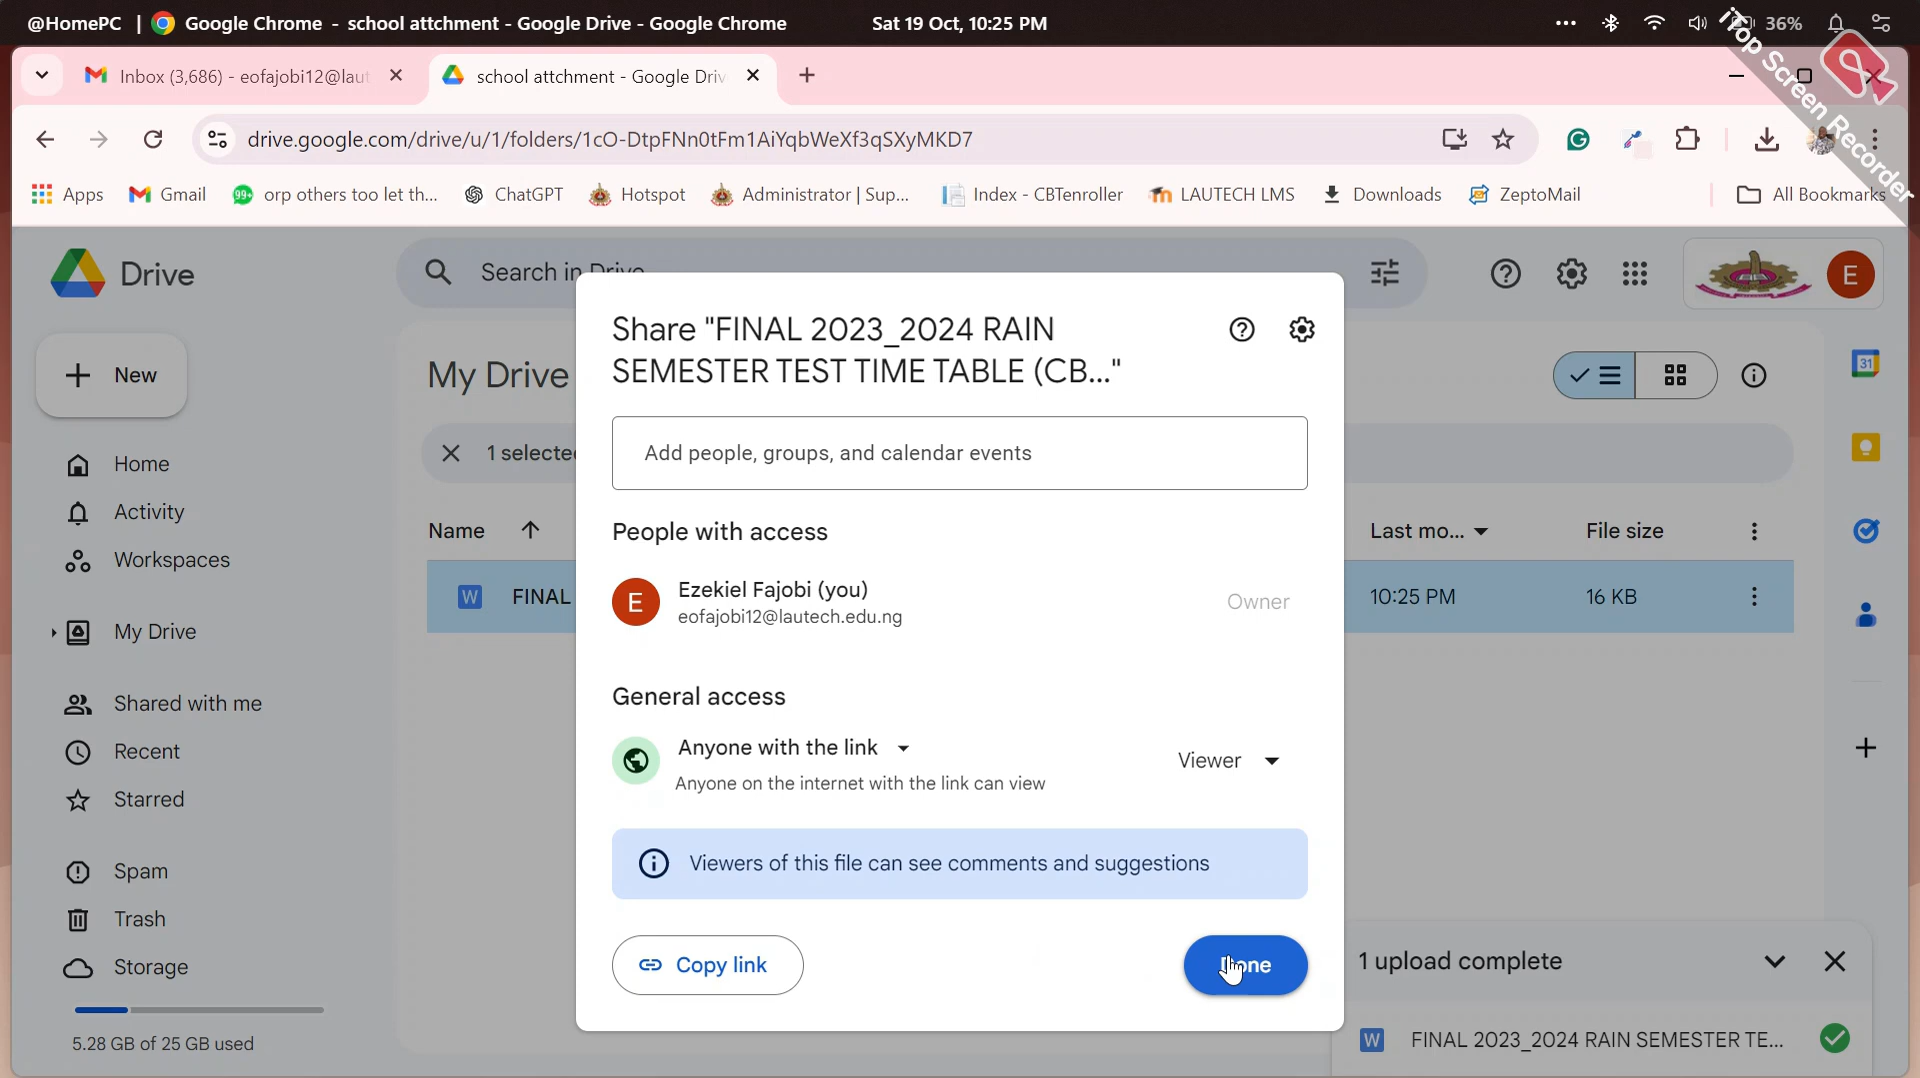 @HomePC | Google Chrome - school attchment - Google Drive - Google Chrome Sat 19 Oct, 10:25 PM 36%
Inbox (3,686) - eofajobi12@laut school attchment - Google Driv
drive.google.com/drive/u/1/folders/1cO-DtpFNn0tFm1AiYqbWeXf3qSXyMKD7
Apps Gmail 99+ orp others too let th... ChatGPT Hotspot Administrator | Sup... Index - CBTenroller LAUTECH LMS Downloads ZeptoMail All Bookmarks
iTop Screen Recorder
Drive Search in Drive E
Share "FINAL 2023_2024 RAIN
SEMESTER TEST TIME TABLE (CB..."
New
My Drive
31
Add people, groups, and calendar events
1 selected
Home
Activity
Workspaces
My Drive
Shared with me
Recent
Starred
Spam
Trash
Storage
5.28 GB of 25 GB used
Name Last mo... File size
W FINAL 10:25 PM 16 KB
People with access
E Ezekiel Fajobi (you)
eofajobi12@lautech.edu.ng
Owner
General access
Anyone with the link
Anyone on the internet with the link can view
Viewer
Viewers of this file can see comments and suggestions
Copy link Done
1 upload complete
W FINAL 2023_2024 RAIN SEMESTER TE...